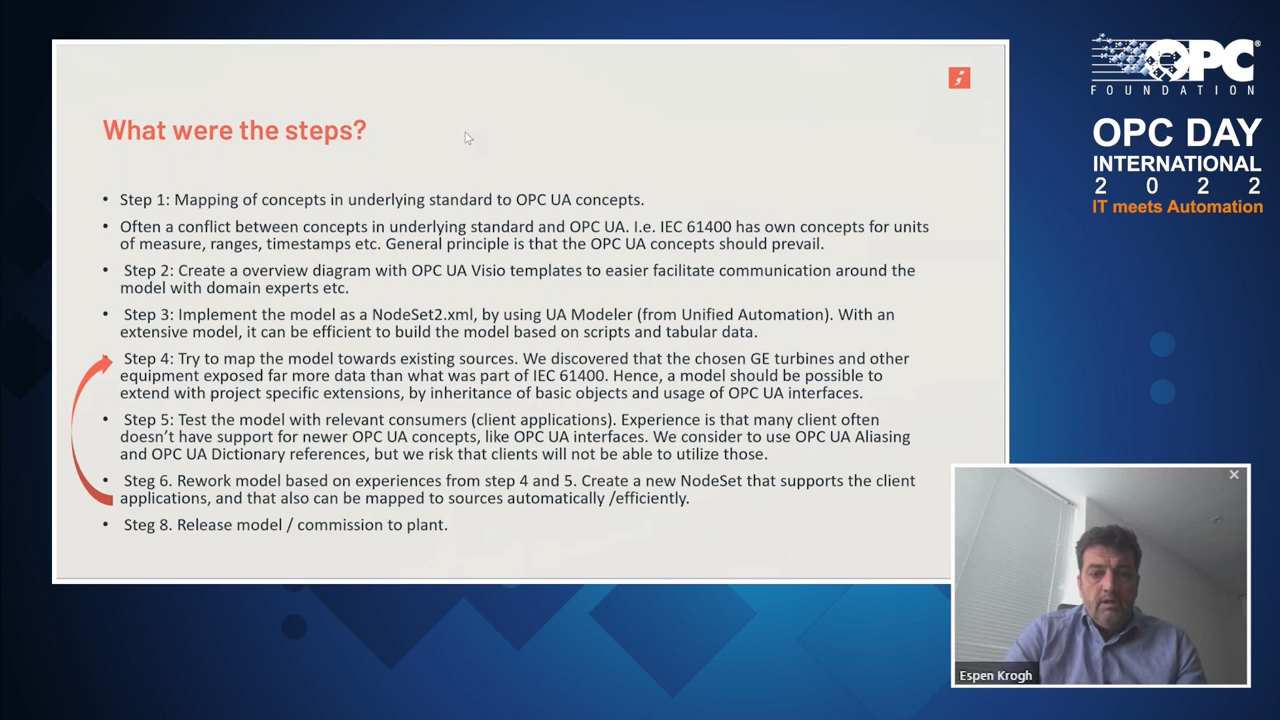 What were the steps?
• Step 1: Mapping of concepts in underlying standard to OPC UA concepts.
• Often a conflict between concepts in underlying standard and OPC UA. I.e. IEC 61400 has own concepts for units
of measure, ranges, timestamps etc. General principle is that the OPC UA concepts should prevail.
• Step 2: Create a overview diagram with OPC UA Visio templates to easier facilitate communication around the
model with domain experts etc.
• Step 3: Implement the model as a NodeSet2.xml, by using UA Modeler (from Unified Automation). With an
extensive model, it can be efficient to build the model based on scripts and tabular data.
• Step 4: Try to map the model towards existing sources. We discovered that the chosen GE turbines and other
equipment exposed far more data than what was part of IEC 61400. Hence, a model should be possible to
extend with project specific extensions, by inheritance of basic objects and usage of OPC UA interfaces.
• Step 5: Test the model with relevant consumers (client applications). Experience is that many client often
doesn't have support for newer OPC UA concepts, like OPC UA interfaces. We consider to use OPC UA Aliasing
and OPC UA Dictionary references, but we risk that clients will not be able to utilize those.
• Steg 6. Rework model based on experiences from step 4 and 5. Create a new NodeSet that supports the client
applications, and that also can be mapped to sources automatically /efficiently.
• Steg 8. Release model / commission to plant.
OPC®
FOUNDATION
OPC DAY
INTERNATIONAL
2 0 2 2
IT meets Automation
Espen Krogh